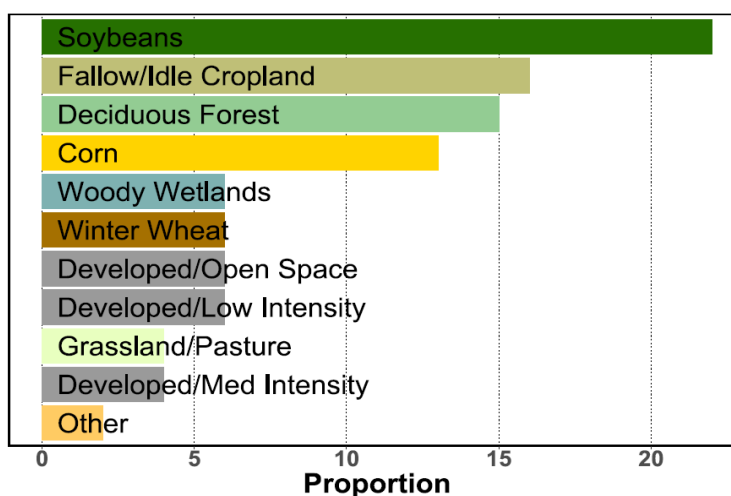 Soybeans
Fallow/Idle Cropland
Deciduous Forest
Corn
Woody Wetlands
Winter Wheat
Developed/Open Space
Developed/Low Intensity
Grassland/Pasture
Developed/Med Intensity
Other
0 5 10 15 20
Proportion